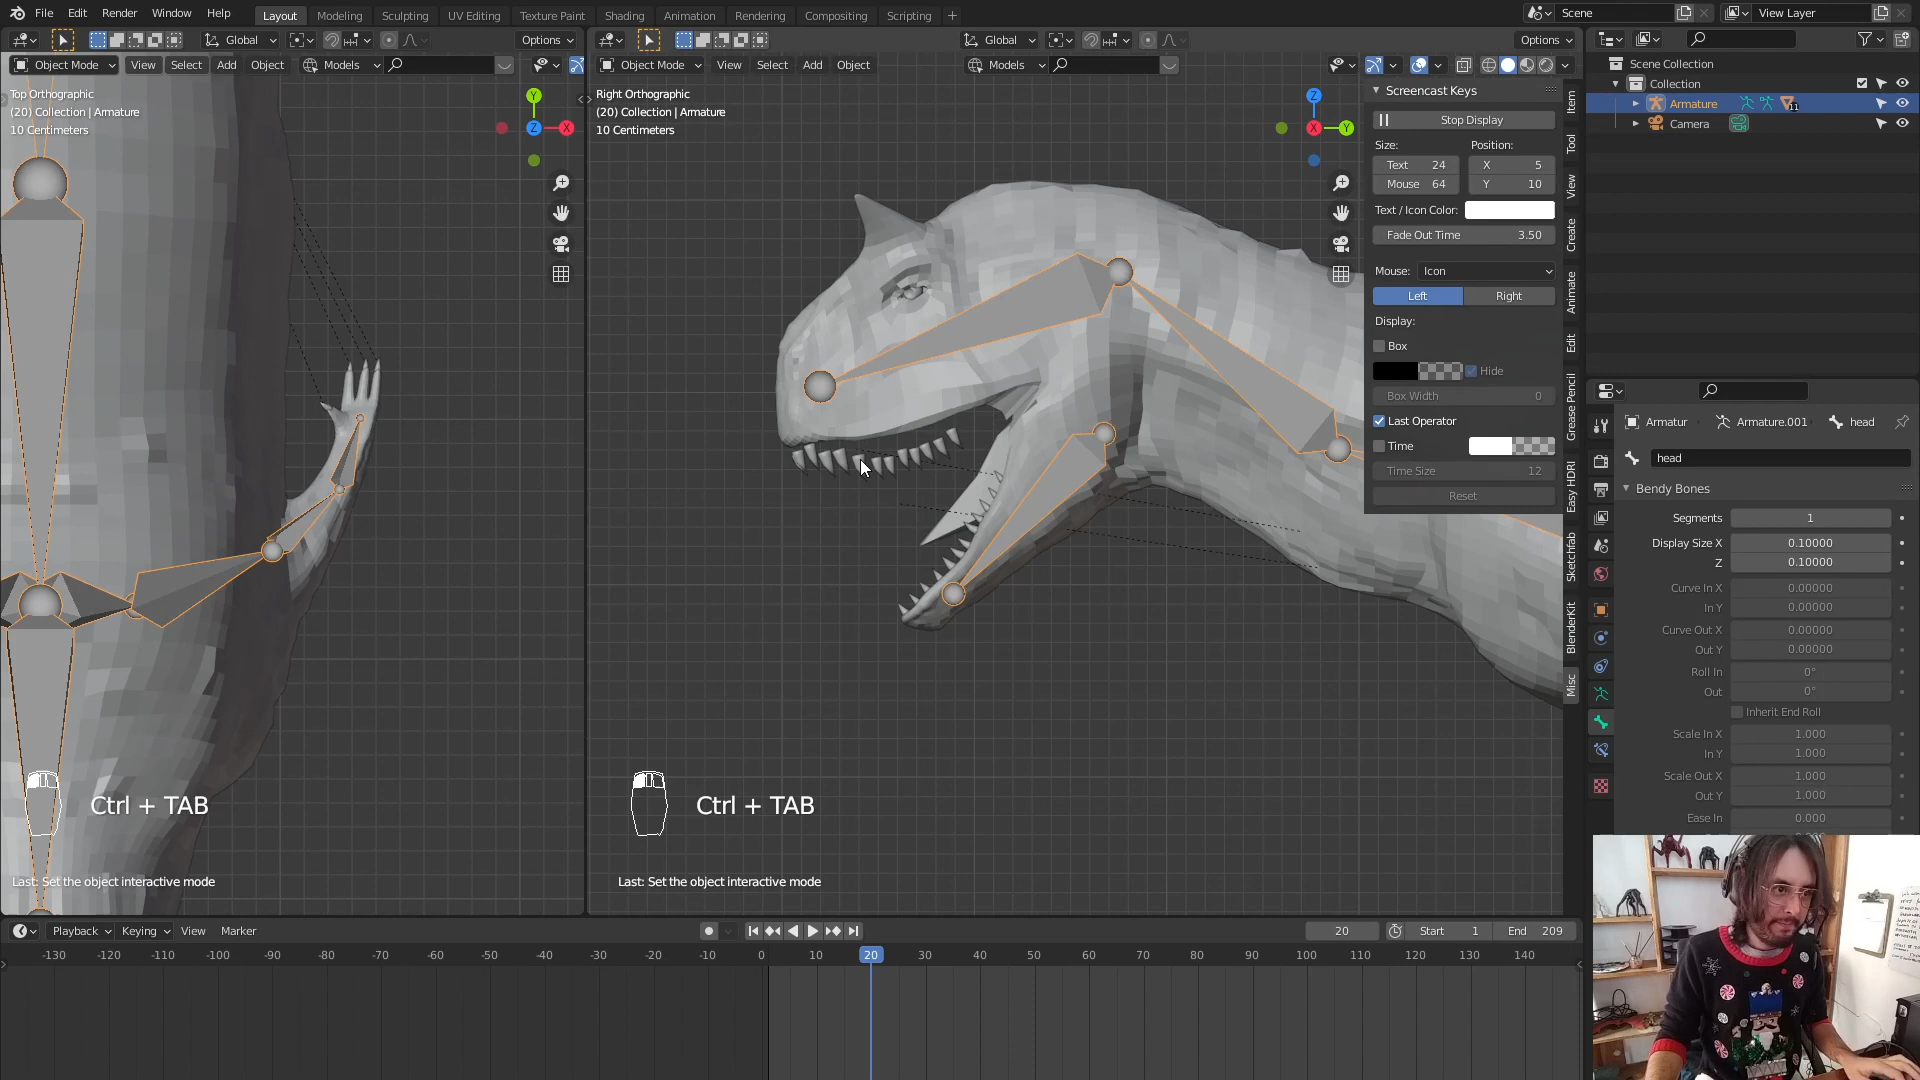 File Edit Render Window Help
Layout Modeling Sculpting UV Editing Texture Paint Shading Animation Rendering Compositing Scripting +
Scene
View Layer
Global
Options
Global
Options
Object Mode View Select Add Object Models
Object Mode View Select Add Object Models
Top Orthographic
(20) Collection | Armature
10 Centimeters
Y
Z
X
Right Orthographic
(20) Collection | Armature
10 Centimeters
Z
X
Y
Screencast Keys
Stop Display
Size: Position:
Text 24 X 5
Mouse 64 Y 10
Text / Icon Color:
Fade Out Time 3.50
Mouse: Icon
Left Right
Display:
Box
Hide
Box Width 0
Last Operator
Time
Time Size 12
Reset
Item
Tool
View
Create
Animate
Edit
Grease Pencil
Easy HDRI
Sketchfab
BlenderKit
Misc
Scene Collection
Collection
Armature 11
Camera
Armatur Armature.001 head
head
Bendy Bones
Segments 1
Display Size X 0.10000
Z 0.10000
Curve In X 0.00000
In Y 0.00000
Curve Out X 0.00000
Out Y 0.00000
Roll In 0°
Out 0°
Inherit End Roll
Scale In X 1.000
In Y 1.000
Scale Out X 1.000
Out Y 1.000
Ease In 0.000
Ctrl + TAB
Ctrl + TAB
Last: Set the object interactive mode
Last: Set the object interactive mode
Playback Keying View Marker
20 Start 1 End 209
-130 -120 -110 -100 -90 -80 -70 -60 -50 -40 -30 -20 -10 0 10 20 30 40 50 60 70 80 90 100 110 120 130 140